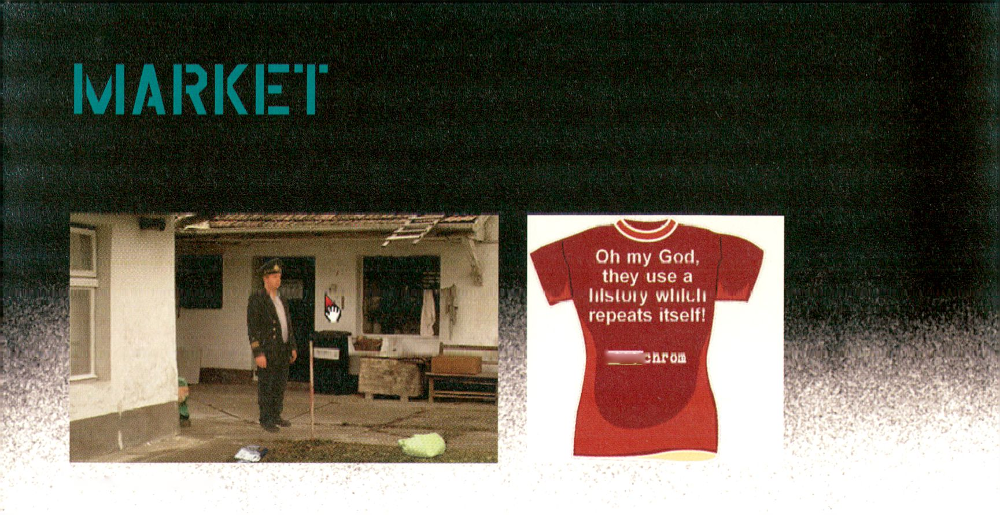 MARKET
Oh my God,
they use a
history which
repeats itself!
chrom